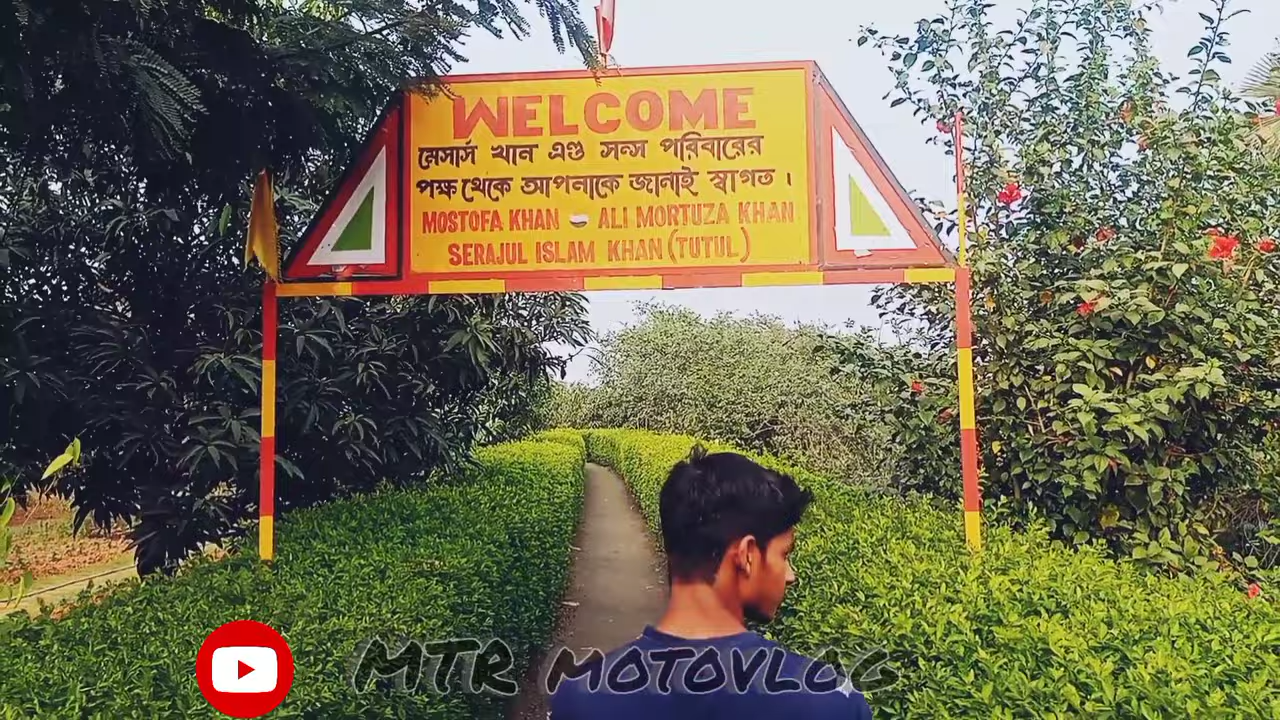 WELCOME
মেসার্স খান এণ্ড সন্স পরিবারের
পক্ষ থেকে আপনাকে জানাই স্বাগত।
MOSTOFA KHAN ALI MORTUZA KHAN
SERAJUL ISLAM KHAN (TUTUL)
MTR MOTOVLOG